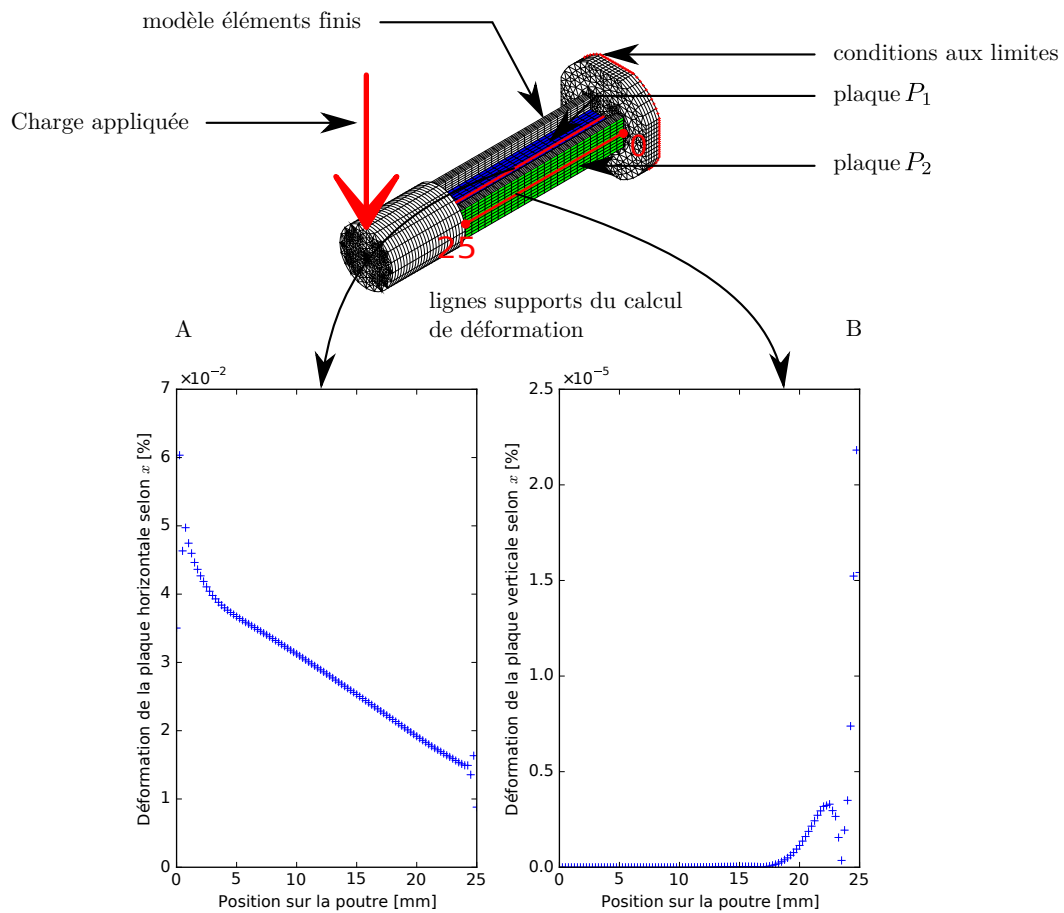 modèle éléments finis
conditions aux limites
plaque P₁
Charge appliquée
plaque P₂
0
25
lignes supports du calcul
de déformation
A
B
×10⁻²
7
6
5
4
3
2
1
0
Déformation de la plaque horizontale selon x [%]
0 5 10 15 20 25
Position sur la poutre [mm]
×10⁻⁵
2.5
2.0
1.5
1.0
0.5
0.0
Déformation de la plaque verticale selon x [%]
0 5 10 15 20 25
Position sur la poutre [mm]